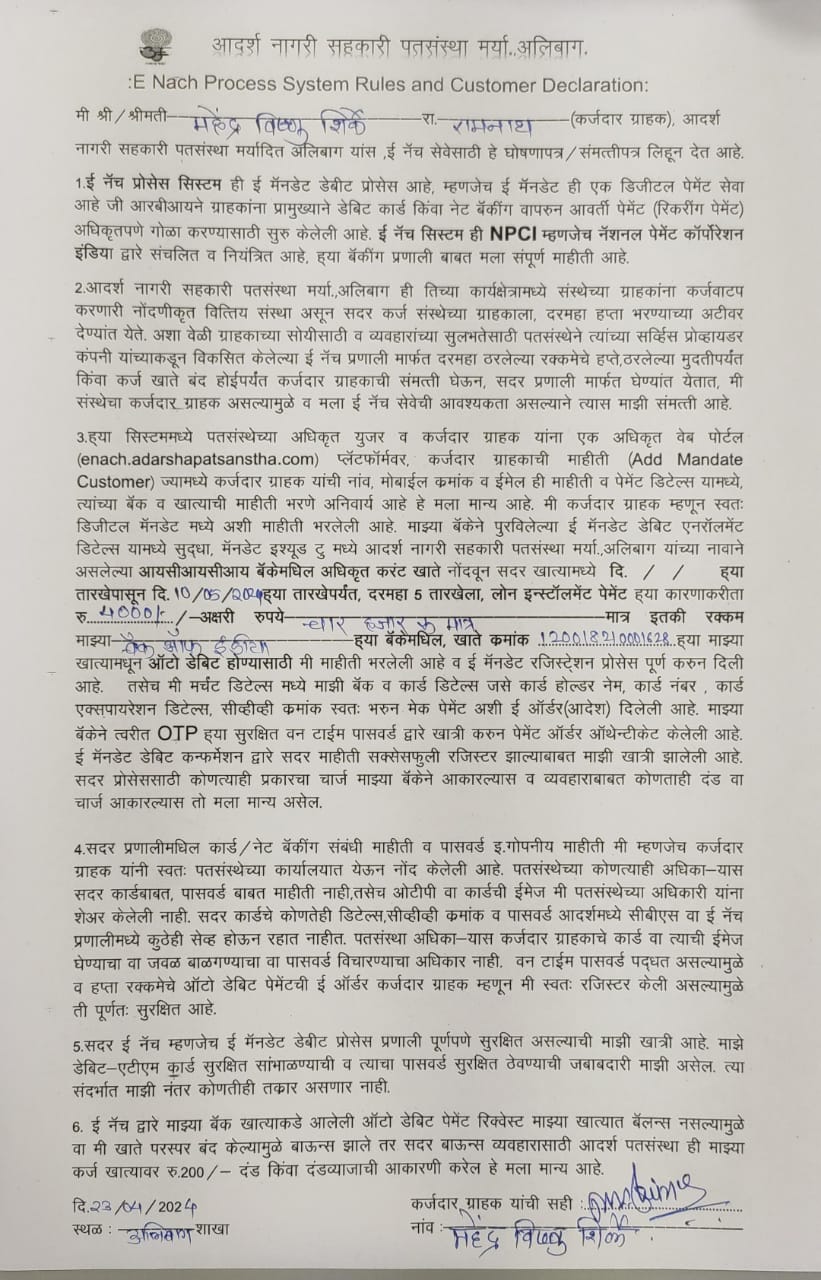 आदर्श नागरी सहकारी पतसंस्था मर्या.,अलिबाग.
:E Nach Process System Rules and Customer Declaration:
मी श्री/श्रीमती महेंद्र विष्णु शिर्के रा. रामनाथ (कर्जदार ग्राहक), आदर्श
नागरी सहकारी पतसंस्था मर्यादित अलिबाग यांस ,ई नॅच सेवेसाठी हे घोषणापत्र/संमत्तीपत्र लिहून देत आहे.
1.ई नॅच प्रोसेस सिस्टम ही ई मॅनडेट डेबीट प्रोसेस आहे, म्हणजेच ई मॅनडेट ही एक डिजीटल पेमेंट सेवा
आहे जी आरबीआयने ग्राहकांना प्रामुख्याने डेबिट कार्ड किंवा नेट बॅकींग वापरुन आवर्ती पेमेंट (रिकरींग पेमेंट)
अधिकृतपणे गोळा करण्यासाठी सुरु केलेली आहे. ई नॅच सिस्टम ही NPCI म्हणजेच नॅशनल पेमेंट कॉर्पोरेशन
इंडिया द्वारे संचलित व नियंत्रित आहे, ह्या बॅकींग प्रणाली बाबत मला संपूर्ण माहीती आहे.
2.आदर्श नागरी सहकारी पतसंस्था मर्या.,अलिबाग ही तिच्या कार्यक्षेत्रामध्ये संस्थेच्या ग्राहकांना कर्जवाटप
करणारी नोंदणीकृत वित्तिय संस्था असून सदर कर्ज संस्थेच्या ग्राहकाला, दरमहा हप्ता भरण्याच्या अटीवर
देण्यांत येते. अशा वेळी ग्राहकाच्या सोयीसाठी व व्यवहारांच्या सुलभतेसाठी पतसंस्थेने त्यांच्या सर्व्हिस प्रोव्हायडर
कंपनी यांच्याकडून विकसित केलेल्या ई नॅच प्रणाली मार्फत दरमहा ठरलेल्या रक्कमेचे हप्ते,ठरलेल्या मुदतीपर्यंत
किंवा कर्ज खाते बंद होईपर्यंत कर्जदार ग्राहकाची संमत्ती घेऊन, सदर प्रणाली मार्फत घेण्यांत येतात, मी
संस्थेचा कर्जदार ग्राहक असल्यामुळे व मला ई नॅच सेवेची आवश्यकता असल्याने त्यास माझी संमत्ती आहे.
3.ह्या सिस्टममध्ये पतसंस्थेच्या अधिकृत युजर व कर्जदार ग्राहक यांना एक अधिकृत वेब पोर्टल
(enach.adarshapatsanstha.com) प्लॅटफॉर्मवर, कर्जदार ग्राहकाची माहीती (Add Mandate
Customer) ज्यामध्ये कर्जदार ग्राहक यांची नांव, मोबाईल क्रमांक व ईमेल ही माहीती व पेमेंट डिटेल्स यामध्ये,
त्यांच्या बॅक व खात्याची माहीती भरणे अनिवार्य आहे हे मला मान्य आहे. मी कर्जदार ग्राहक म्हणून स्वतः
डिजीटल मॅनडेट मध्ये अशी माहीती भरलेली आहे. माझ्या बॅकेने पुरविलेल्या ई मॅनडेट डेबिट एनरॉलमेंट
डिटेल्स यामध्ये सुद्धा, मॅनडेट इश्यूड टु मध्ये आदर्श नागरी सहकारी पतसंस्था मर्या.,अलिबाग यांच्या नावाने
असलेल्या आयसीआयसीआय बॅकेमधिल अधिकृत करंट खाते नोंदवून सदर खात्यामध्ये दि. / / ह्या
तारखेपासून दि. 10/05/2024 ह्या तारखेपर्यंत, दरमहा 5 तारखेला, लोन इन्स्टॉलमेंट पेमेंट ह्या कारणाकरीता
रु 4000/- /-अक्षरी रुपये चार हजार रु मात्र मात्र इतकी रक्कम
माझ्या बँक ऑफ इंडिया ह्या बॅकेमधिल, खाते क्रमांक 120018210001628 ह्या माझ्या
खात्यामधून ऑटो डेबिट होण्यासाठी मी माहीती भरलेली आहे व ई मॅनडेट रजिस्ट्रेशन प्रोसेस पूर्ण करुन दिली
आहे. तसेच मी मर्चंट डिटेल्स मध्ये माझी बॅक व कार्ड डिटेल्स जसे कार्ड होल्डर नेम, कार्ड नंबर , कार्ड
एक्सपायरेशन डिटेल्स, सीव्हीव्ही क्रमांक स्वतः भरुन मेक पेमेंट अशी ई ऑर्डर(आदेश) दिलेली आहे. माझ्या
बॅकेने त्वरीत OTP ह्या सुरक्षित वन टाईम पासवर्ड द्वारे खात्री करुन पेमेंट ऑर्डर ऑथेन्टीकेट केलेली आहे.
ई मॅनडेट डेबिट कन्फर्मेशन द्वारे सदर माहीती सक्सेसफुली रजिस्टर झाल्याबाबत माझी खात्री झालेली आहे.
सदर प्रोसेससाठी कोणत्याही प्रकारचा चार्ज माझ्या बॅकेने आकारल्यास व व्यवहाराबाबत कोणताही दंड वा
चार्ज आकारल्यास तो मला मान्य असेल.
4.सदर प्रणालीमधिल कार्ड/नेट बॅकींग संबंधी माहीती व पासवर्ड इ.गोपनीय माहीती मी म्हणजेच कर्जदार
ग्राहक यांनी स्वतः पतसंस्थेच्या कार्यालयात येऊन नोंद केलेली आहे. पतसंस्थेच्या कोणत्याही अधिका–यास
सदर कार्डबाबत, पासवर्ड बाबत माहीती नाही,तसेच ओटीपी वा कार्डची ईमेज मी पतसंस्थेच्या अधिकारी यांना
शेअर केलेली नाही. सदर कार्डचे कोणतेही डिटेल्स,सीव्हीव्ही क्रमांक व पासवर्ड आदर्शमध्ये सीबीएस वा ई नॅच
प्रणालीमध्ये कुठेही सेव्ह होऊन रहात नाहीत. पतसंस्था अधिका–यास कर्जदार ग्राहकाचे कार्ड वा त्याची ईमेज
घेण्याचा वा जवळ बाळगण्याचा वा पासवर्ड विचारण्याचा अधिकार नाही. वन टाईम पासवर्ड पद्धत असल्यामुळे
व हप्ता रक्कमेचे ऑटो डेबिट पेमेंटची ई ऑर्डर कर्जदार ग्राहक म्हणून मी स्वतः रजिस्टर केली असल्यामुळे
ती पूर्णतः सुरक्षित आहे.
5.सदर ई नॅच म्हणजेच ई मॅनडेट डेबीट प्रोसेस प्रणाली पूर्णपणे सुरक्षित असल्याची माझी खात्री आहे. माझे
डेबिट–एटीएम कार्ड सुरक्षित सांभाळण्याची व त्याचा पासवर्ड सुरक्षित ठेवण्याची जबाबदारी माझी असेल. त्या
संदर्भात माझी नंतर कोणतीही तक्रार असणार नाही.
6. ई नॅच द्वारे माझ्या बॅक खात्याकडे आलेली ऑटो डेबिट पेमेंट रिक्वेस्ट माझ्या खात्यात बॅलन्स नसल्यामुळे
वा मी खाते परस्पर बंद केल्यामुळे बाऊन्स झाले तर सदर बाऊन्स व्यवहारासाठी आदर्श पतसंस्था ही माझ्या
कर्ज खात्यावर रु.200/– दंड किंवा दंडव्याजाची आकारणी करेल हे मला मान्य आहे.
दि.23/04/2024 कर्जदार ग्राहक यांची सही :
स्थळ : अलिबाग शाखा नांव : महेंद्र विष्णु शिर्के